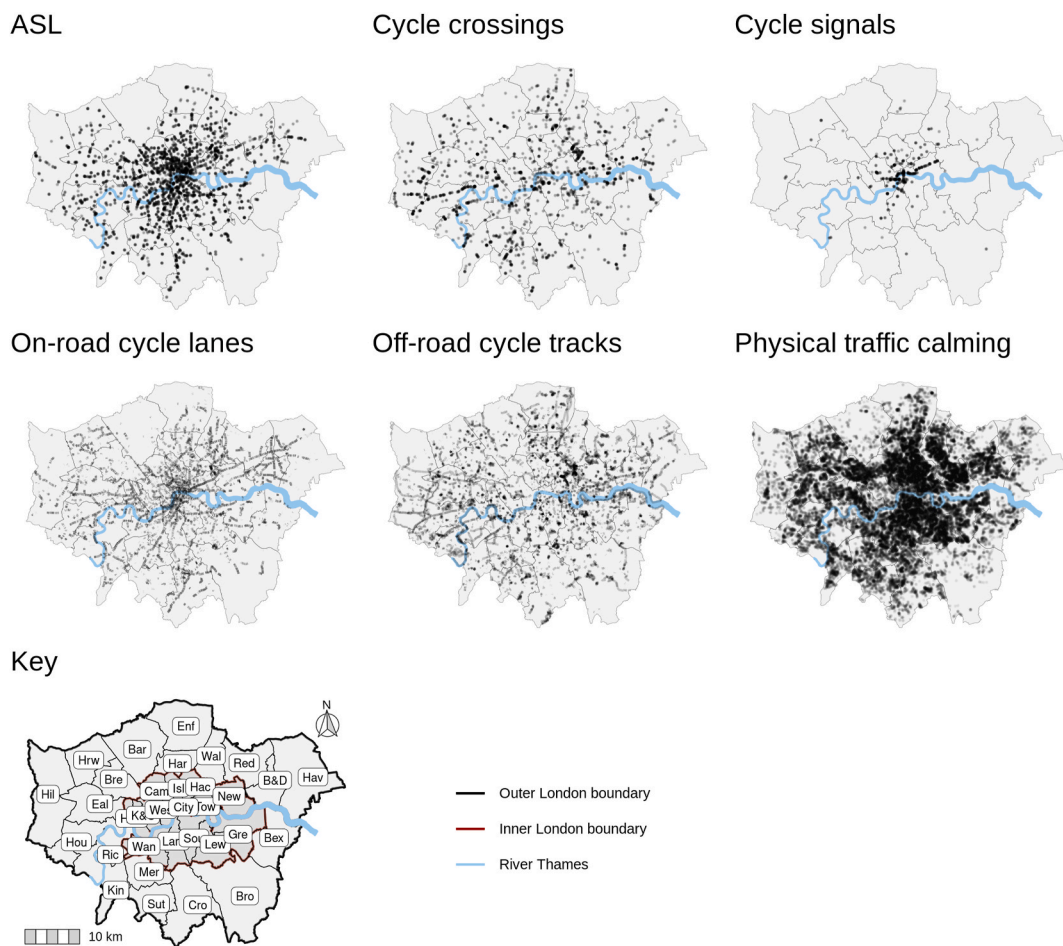 ASL
Cycle crossings
Cycle signals
On-road cycle lanes
Off-road cycle tracks
Physical traffic calming
Key
N
Enf
Bar
Hrw
Har
Wal
Red
Hil
Bre
Cam
Isl
Hac
B&D
Hav
Eal
K&
Wes
City
Tow
New
Hou
Ric
Wan
Lam
Sou
Lew
Gre
Bex
Mer
Kin
Sut
Cro
Bro
10 km
Outer London boundary
Inner London boundary
River Thames